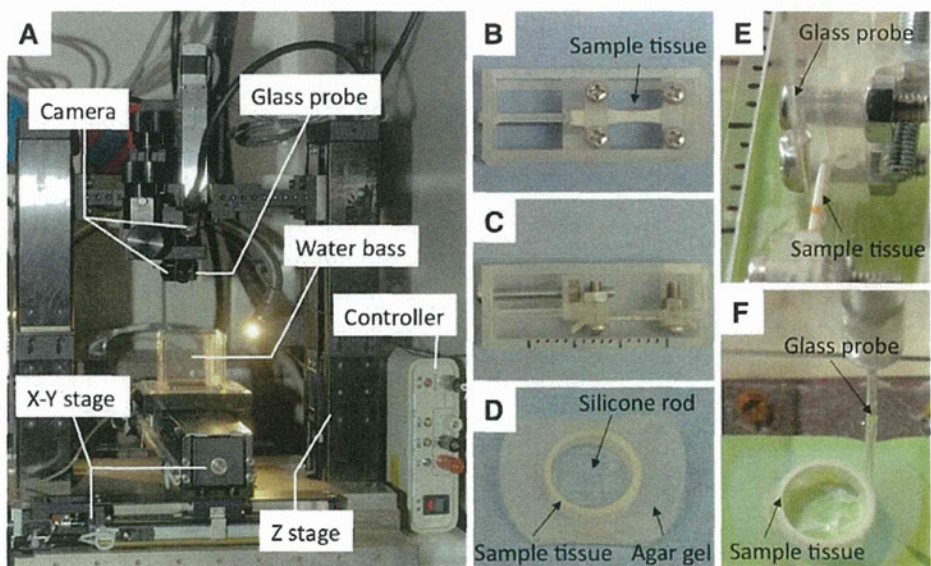 A
Camera
Glass probe
Water bass
Controller
X-Y stage
Z stage
B
Sample tissue
C
D
Silicone rod
Sample tissue
Agar gel
E
Glass probe
Sample tissue
F
Glass probe
Sample tissue